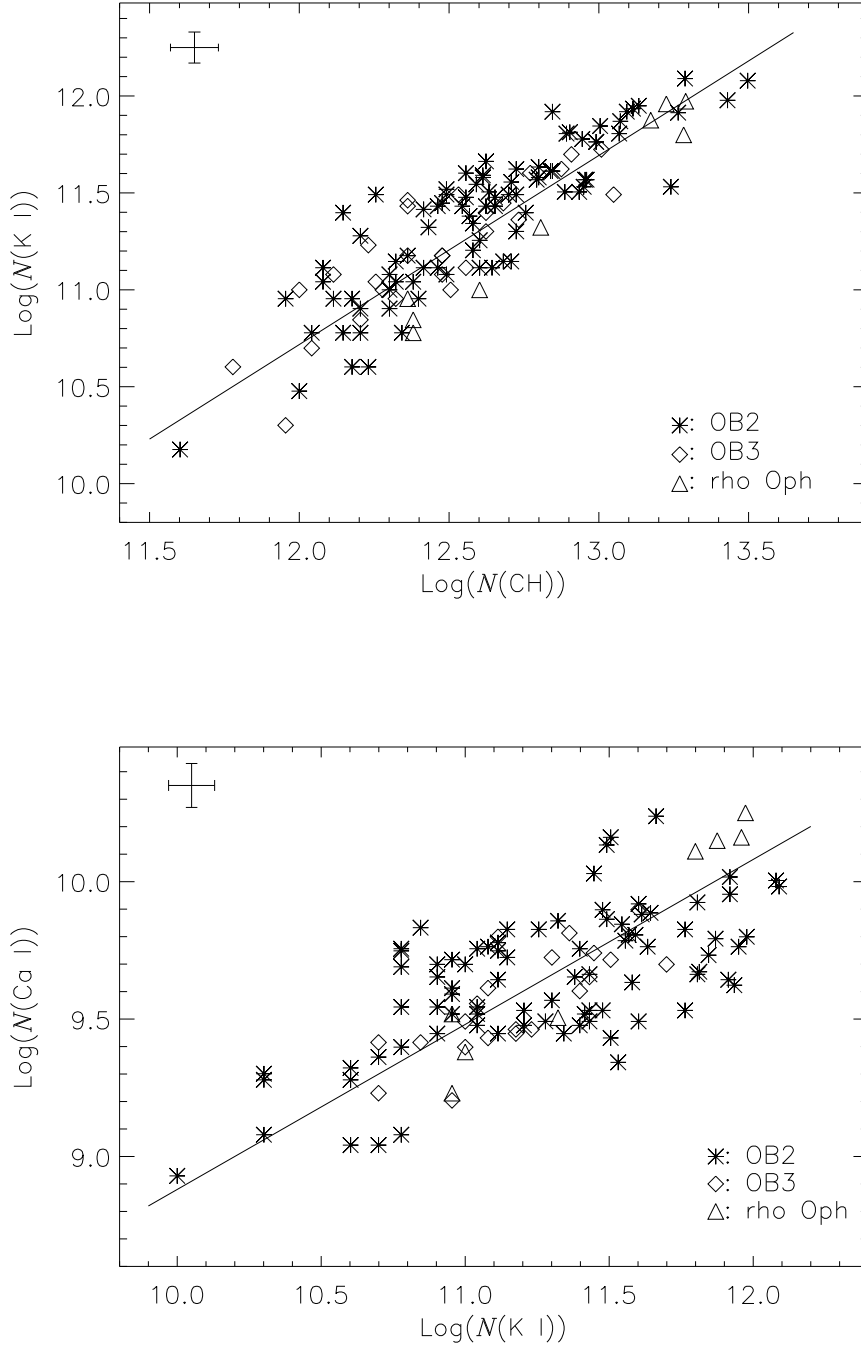 12.0
11.5
11.0
10.5
10.0
Log(N(K I))
*: OB2
◇: OB3
△: rho Oph
11.5 12.0 12.5 13.0 13.5
Log(N(CH))
10.0
9.5
9.0
Log(N(Ca I))
*: OB2
◇: OB3
△: rho Oph
10.0 10.5 11.0 11.5 12.0
Log(N(K I))